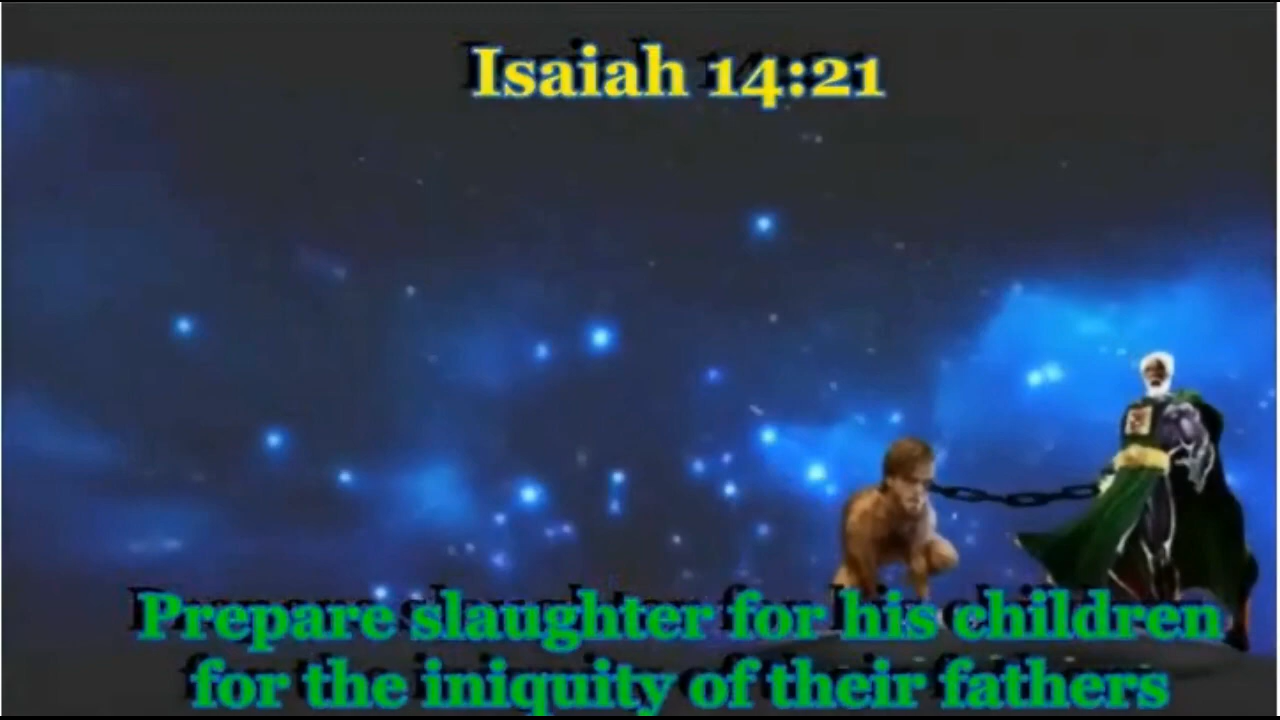 Isaiah 14:21
Prepare slaughter for his children
for the iniquity of their fathers